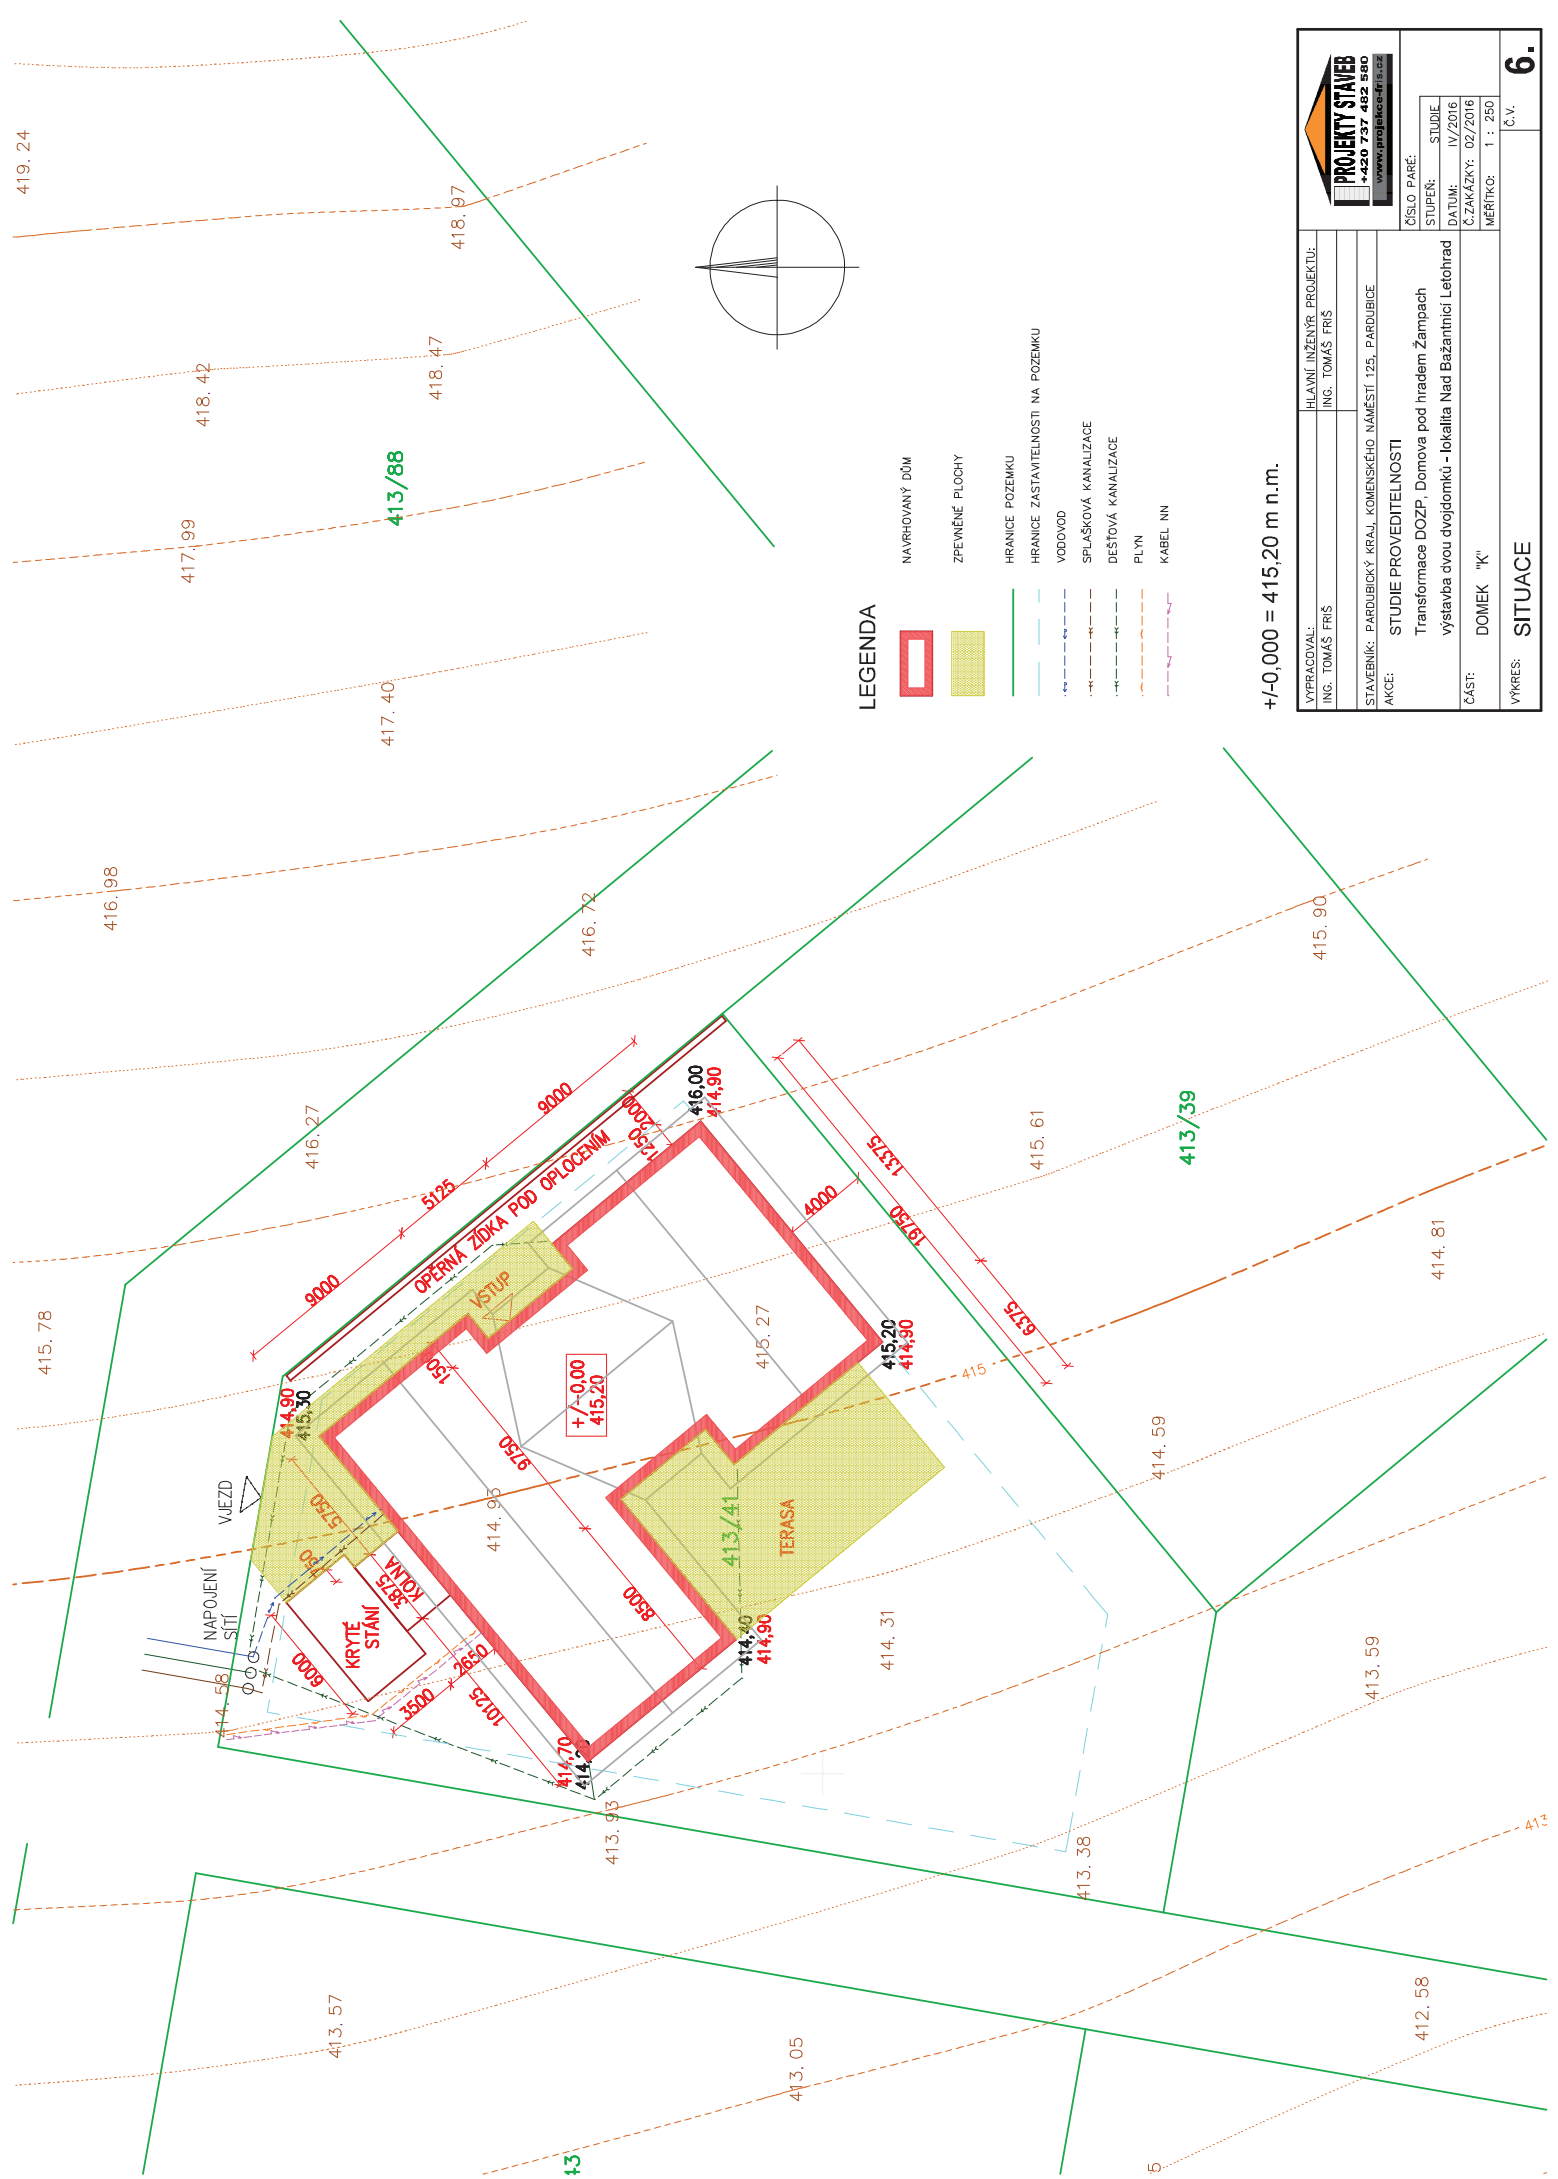 419.24
418.97
418.42
418.47
413/88
417.99
417.40
416.98
416.72
415.90
416.27
415.61
413/39
415.78
414.81
415.27
414.93
414.59
414.31
414.58
413.59
413.93
413.38
413.57
413.05
412.58
415
413
43
5
9000
5125
9000
OPĚRNÁ ZÍDKA POD OPLOCENÍM
2000
1250
416,00
414,90
13375
19750
4000
6375
415,20
414,90
VSTUP
150
+/-0,00
415,20
9750
8500
414,90
415,30
VJEZD
5750
NAPOJENÍ
SÍTÍ
KRYTÉ
STÁNÍ
KOLNA
3875
6000
2650
3500
10125
413/41
TERASA
414,40
414,90
414,70
LEGENDA
NAVRHOVANÝ DŮM
ZPEVNĚNÉ PLOCHY
HRANICE POZEMKU
HRANICE ZASTAVITELNOSTI NA POZEMKU
VODOVOD
SPLAŠKOVÁ KANALIZACE
DEŠŤOVÁ KANALIZACE
PLYN
KABEL NN
+/-0,000 = 415,20 m n.m.
VYPRACOVAL:
ING. TOMÁŠ FRIŠ
HLAVNÍ INŽENÝR PROJEKTU:
ING. TOMÁŠ FRIŠ
PROJEKTY STAVEB
+420 737 482 580
www.projekce-fris.cz
STAVEBNÍK: PARDUBICKÝ KRAJ, KOMENSKÉHO NÁMĚSTÍ 125, PARDUBICE
AKCE: STUDIE PROVEDITELNOSTI
Transformace DOZP, Domova pod hradem Žampach
výstavba dvou dvojdomků - lokalita Nad Bažantnicí Letohrad
ČÍSLO PARÉ:
STUPEŇ: STUDIE
DATUM: IV/2016
Č.ZAKÁZKY: 02/2016
MĚŘÍTKO: 1 : 250
ČÁST: DOMEK "K"
VÝKRES: SITUACE
Č.V. 6.